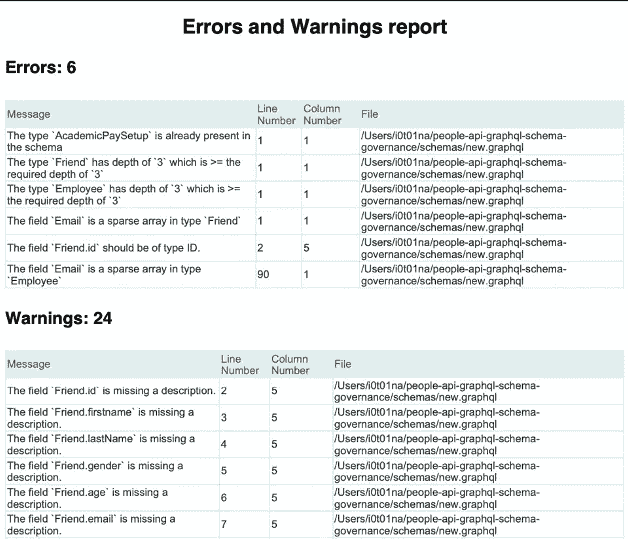 Errors and Warnings report
Errors: 6
Message Line Number Column Number File
The type `AcademicPaySetup` is already present in the schema 1 1 /Users/i0t01na/people-api-graphql-schema-governance/schemas/new.graphql
The type `Friend` has depth of `3` which is >= the required depth of `3` 1 1 /Users/i0t01na/people-api-graphql-schema-governance/schemas/new.graphql
The type `Employee` has depth of `3` which is >= the required depth of `3` 1 1 /Users/i0t01na/people-api-graphql-schema-governance/schemas/new.graphql
The field `Email` is a sparse array in type `Friend` 1 1 /Users/i0t01na/people-api-graphql-schema-governance/schemas/new.graphql
The field `Friend.id` should be of type ID. 2 5 /Users/i0t01na/people-api-graphql-schema-governance/schemas/new.graphql
The field `Email` is a sparse array in type `Employee` 90 1 /Users/i0t01na/people-api-graphql-schema-governance/schemas/new.graphql
Warnings: 24
Message Line Number Column Number File
The field `Friend.id` is missing a description. 2 5 /Users/i0t01na/people-api-graphql-schema-governance/schemas/new.graphql
The field `Friend.firstname` is missing a description. 3 5 /Users/i0t01na/people-api-graphql-schema-governance/schemas/new.graphql
The field `Friend.lastName` is missing a description. 4 5 /Users/i0t01na/people-api-graphql-schema-governance/schemas/new.graphql
The field `Friend.gender` is missing a description. 5 5 /Users/i0t01na/people-api-graphql-schema-governance/schemas/new.graphql
The field `Friend.age` is missing a description. 6 5 /Users/i0t01na/people-api-graphql-schema-governance/schemas/new.graphql
The field `Friend.email` is missing a description. 7 5 /Users/i0t01na/people-api-graphql-schema-governance/schemas/new.graphql